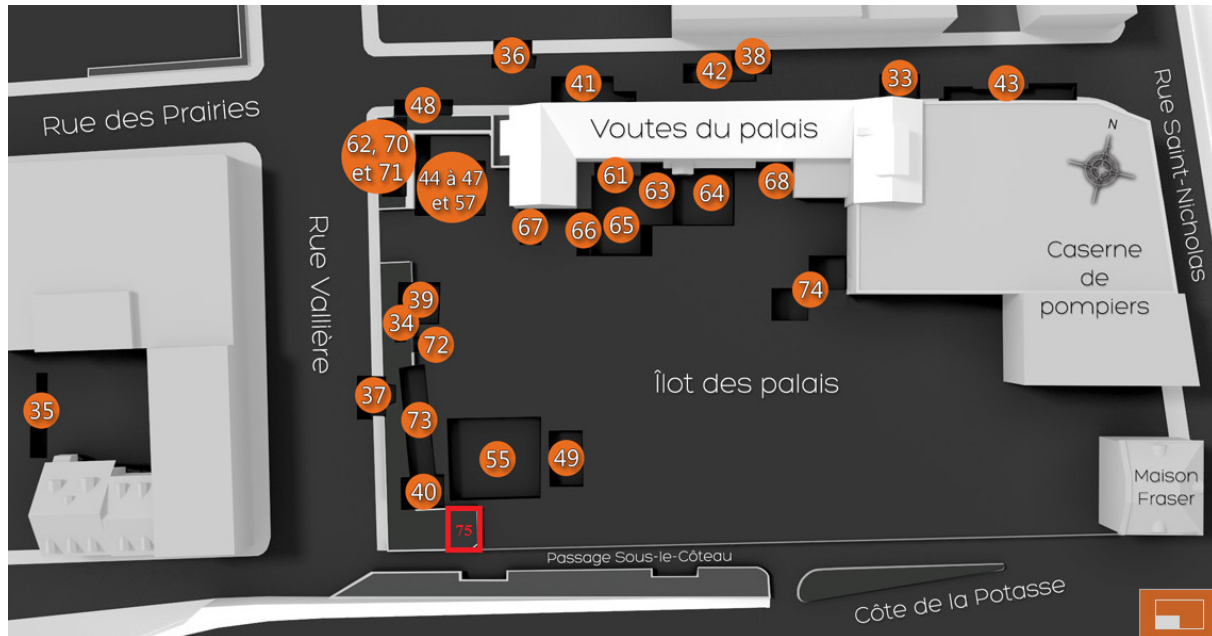 36
38
42
41
33
43
48
Rue des Prairies
Voutes du palais
Rue Saint-Nicholas
N
62, 70
et 71
44 à 47
et 57
61
63
64
68
67
66
65
Rue Vallière
Caserne
de
pompiers
74
39
34
72
37
35
Îlot des palais
73
55
49
40
75
Maison
Fraser
Passage Sous-le-Côteau
Côte de la Potasse